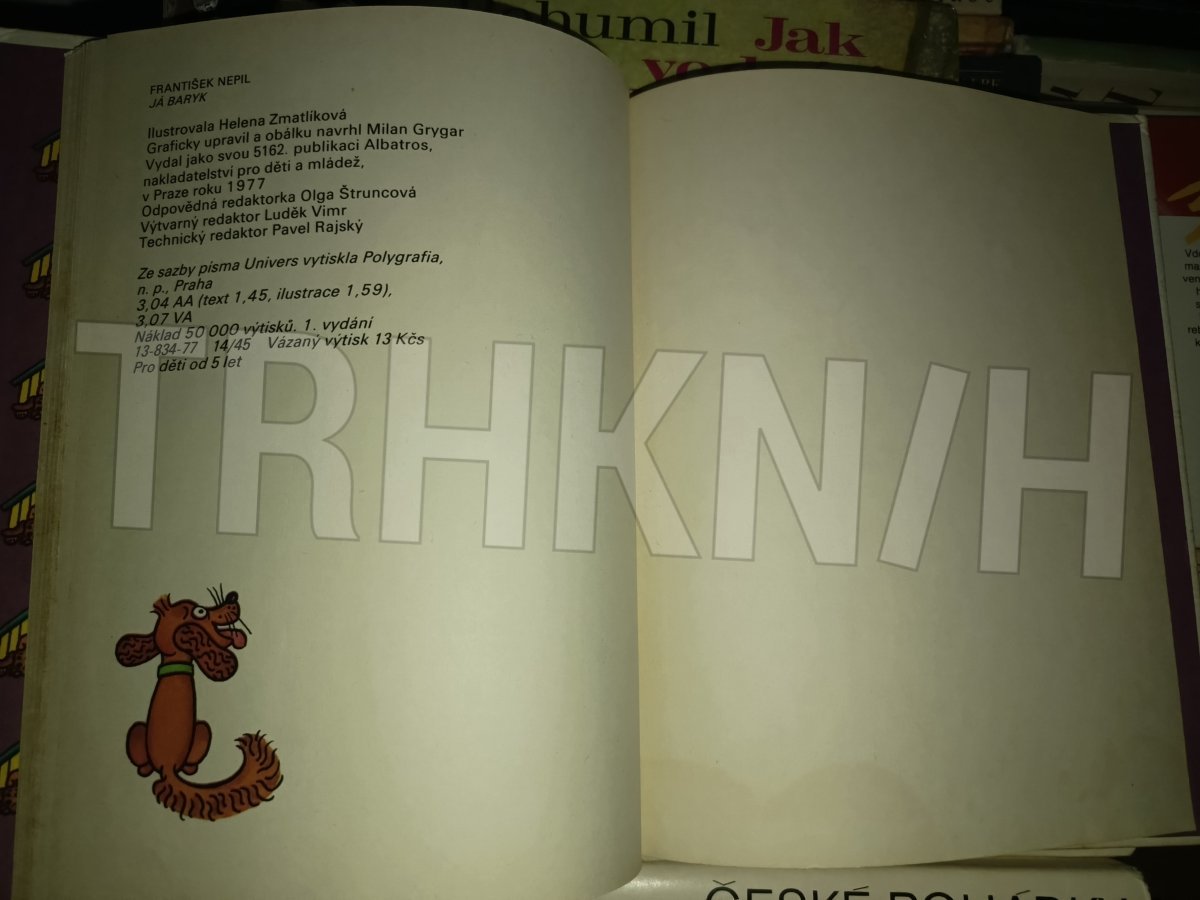 bohumil Jak
FRANTIŠEK NEPIL
JÁ BARYK
Ilustrovala Helena Zmatlíková
Graficky upravil a obálku navrhl Milan Grygar
Vydal jako svou 5162. publikaci Albatros,
nakladatelství pro děti a mládež,
v Praze roku 1977
Odpovědná redaktorka Olga Štruncová
Výtvarný redaktor Luděk Vimr
Technický redaktor Pavel Rajský
Ze sazby písma Univers vytiskla Polygrafia,
n. p., Praha
3,04 AA (text 1,45, ilustrace 1,59),
3,07 VA
Náklad 50 000 výtisků. 1. vydání
13-834-77 14/45 Vázaný výtisk 13 Kčs
Pro děti od 5 let
TRHKN/H
ČESKÉ